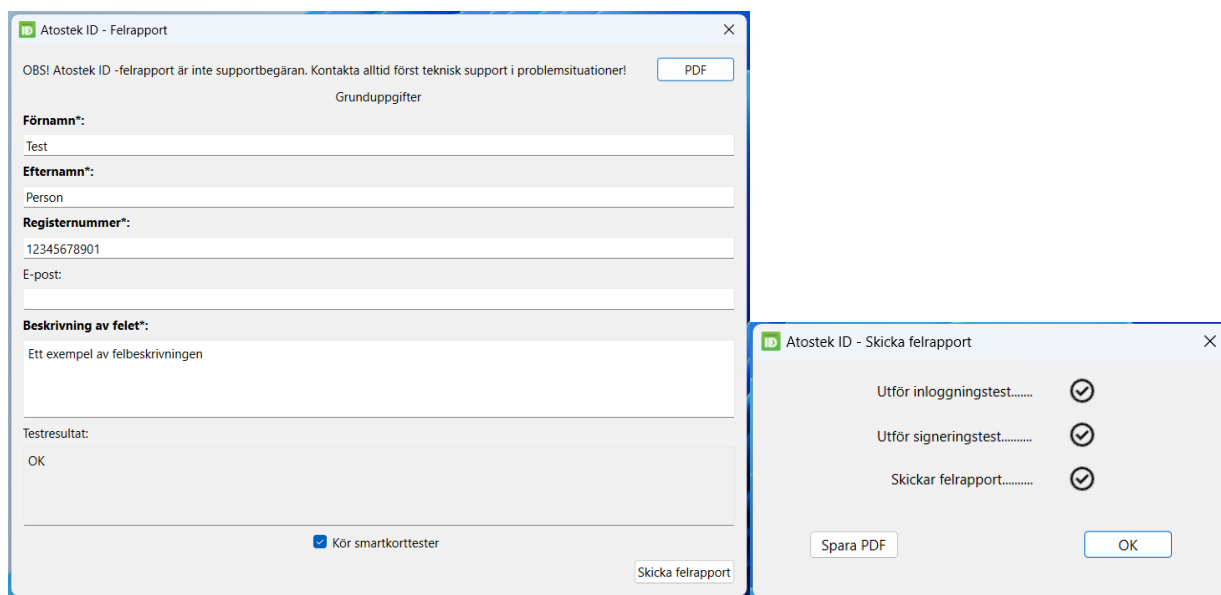 ID Atostek ID - Felrapport
OBS! Atostek ID -felrapport är inte supportbegäran. Kontakta alltid först teknisk support i problemsituationer!
PDF
Grunduppgifter
Förnamn*:
Test
Efternamn*:
Person
Registernummer*:
12345678901
E-post:
Beskrivning av felet*:
Ett exempel av felbeskrivningen
Testresultat:
OK
Kör smartkorttester
Skicka felrapport
ID Atostek ID - Skicka felrapport
Utför inloggningstest.......
Utför signeringstest..........
Skickar felrapport..........
Spara PDF
OK